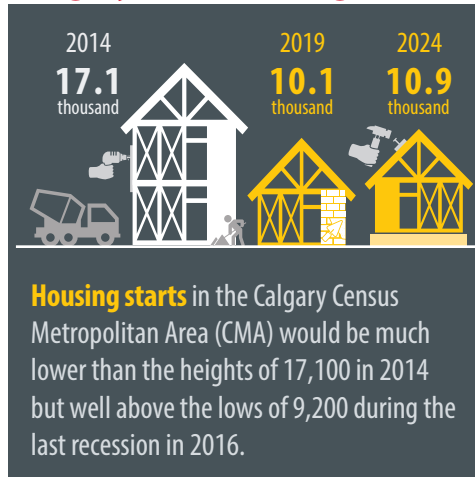 2014
17.1
thousand
2019
10.1
thousand
2024
10.9
thousand
Housing starts in the Calgary Census
Metropolitan Area (CMA) would be much
lower than the heights of 17,100 in 2014
but well above the lows of 9,200 during the
last recession in 2016.